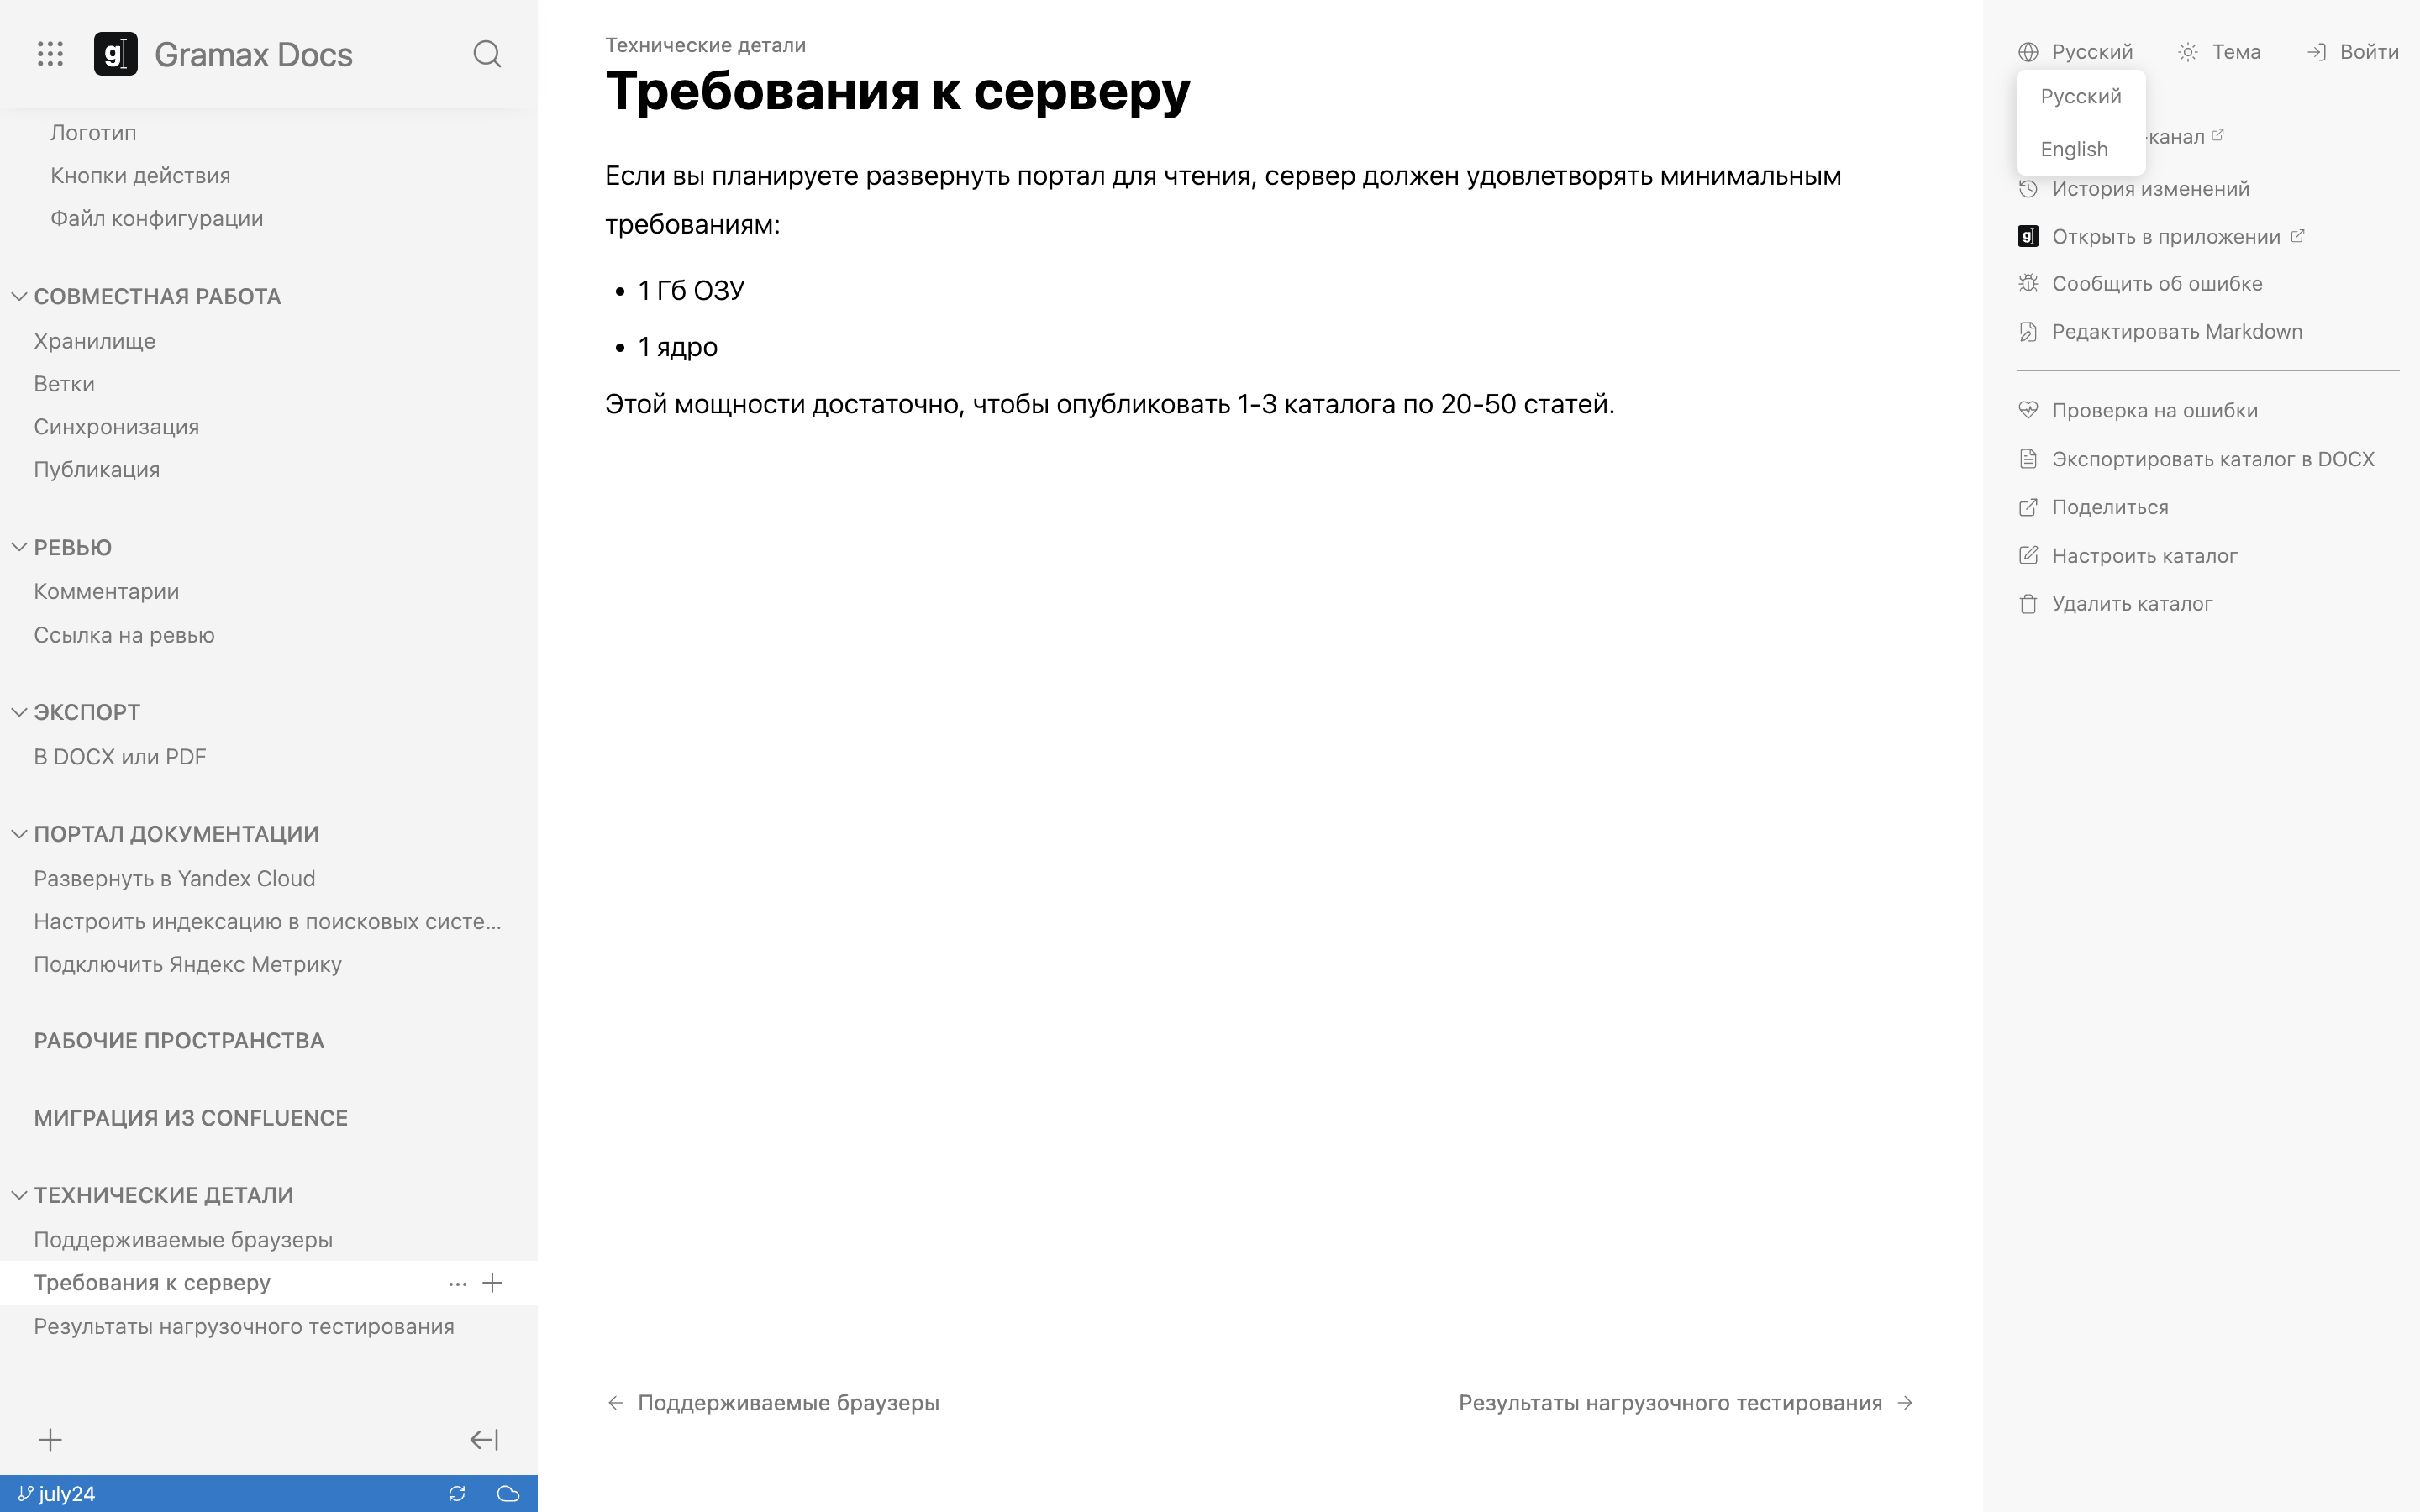 g
Gramax Docs
Логотип
Кнопки действия
Файл конфигурации
СОВМЕСТНАЯ РАБОТА
Хранилище
Ветки
Синхронизация
Публикация
РЕВЬЮ
Комментарии
Ссылка на ревью
ЭКСПОРТ
В DOCX или PDF
ПОРТАЛ ДОКУМЕНТАЦИИ
Развернуть в Yandex Cloud
Настроить индексацию в поисковых систе...
Подключить Яндекс Метрику
РАБОЧИЕ ПРОСТРАНСТВА
МИГРАЦИЯ ИЗ CONFLUENCE
ТЕХНИЧЕСКИЕ ДЕТАЛИ
Поддерживаемые браузеры
Требования к серверу
Результаты нагрузочного тестирования
july24
Технические детали
Требования к серверу
Если вы планируете развернуть портал для чтения, сервер должен удовлетворять минимальным
требованиям:
• 1 Гб ОЗУ
• 1 ядро
Этой мощности достаточно, чтобы опубликовать 1-3 каталога по 20-50 статей.
← Поддерживаемые браузеры
Результаты нагрузочного тестирования →
Русский Тема Войти
Русский
English
-канал
История изменений
g Открыть в приложении
Сообщить об ошибке
Редактировать Markdown
Проверка на ошибки
Экспортировать каталог в DOCX
Поделиться
Настроить каталог
Удалить каталог